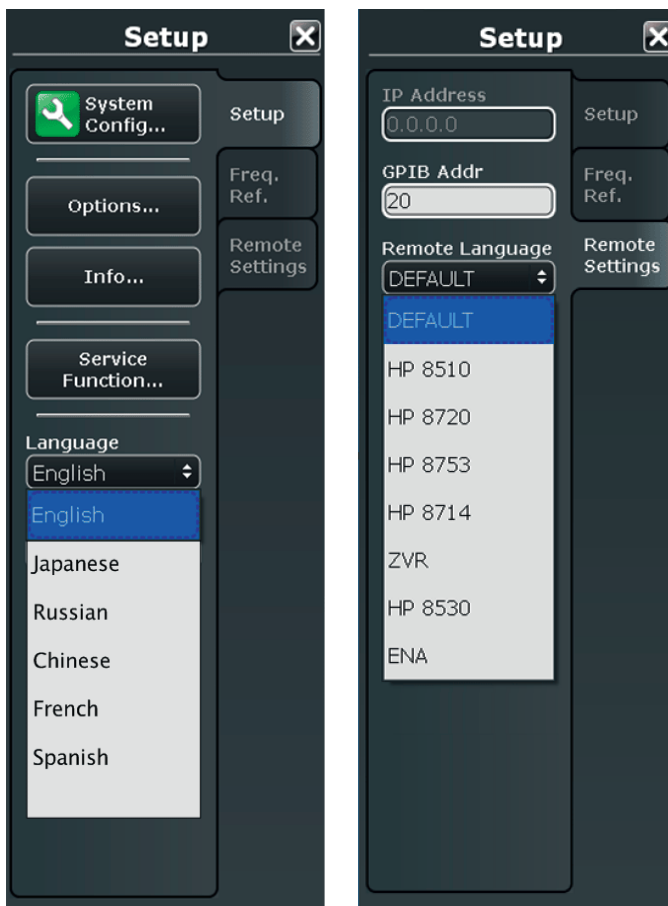 Setup
System
Config...
Setup
Options...
Freq.
Ref.
Info...
Remote
Settings
Service
Function...
Language
English
English
Japanese
Russian
Chinese
French
Spanish
Setup
IP Address
0.0.0.0
Setup
GPIB Addr
20
Freq.
Ref.
Remote Language
DEFAULT
Remote
Settings
DEFAULT
HP 8510
HP 8720
HP 8753
HP 8714
ZVR
HP 8530
ENA